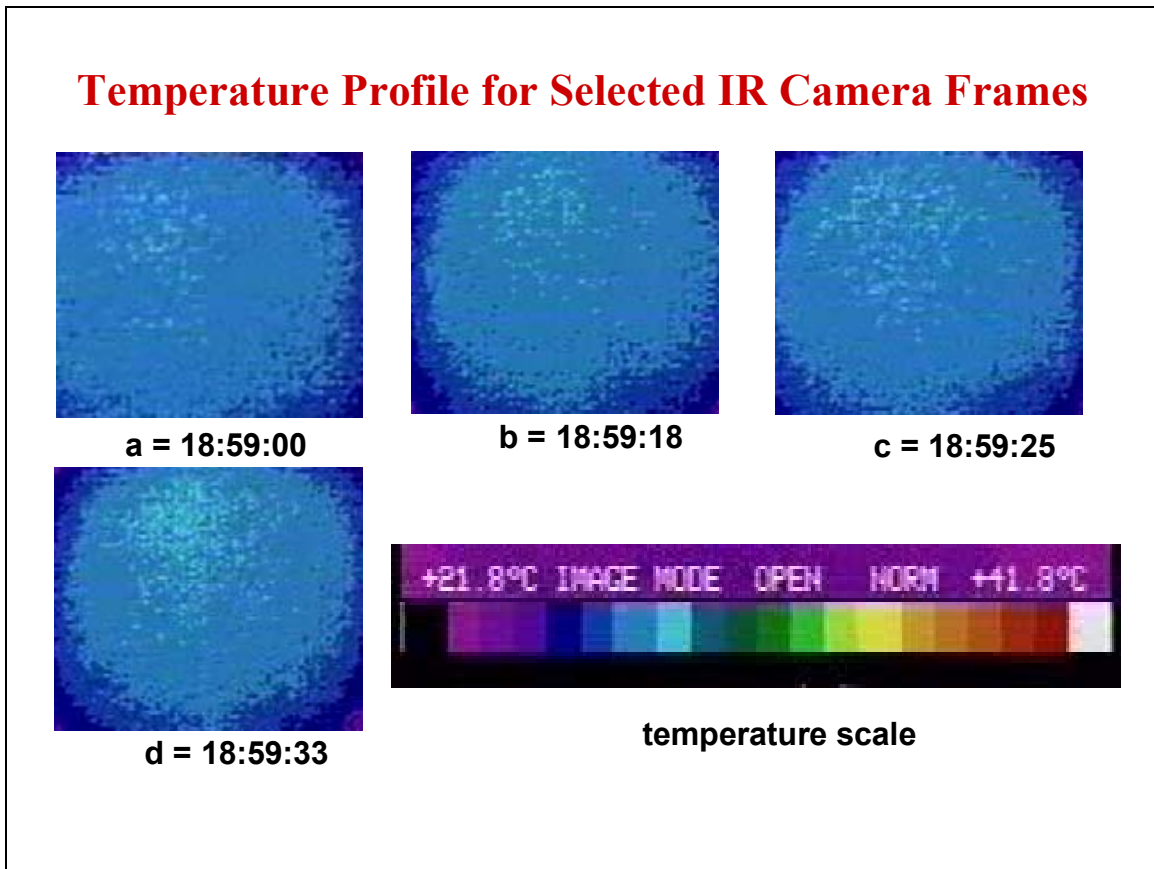 Temperature Profile for Selected IR Camera Frames
a = 18:59:00
b = 18:59:18
c = 18:59:25
d = 18:59:33
+21.8°C IMAGE MODE OPEN NORM +41.8°C
temperature scale